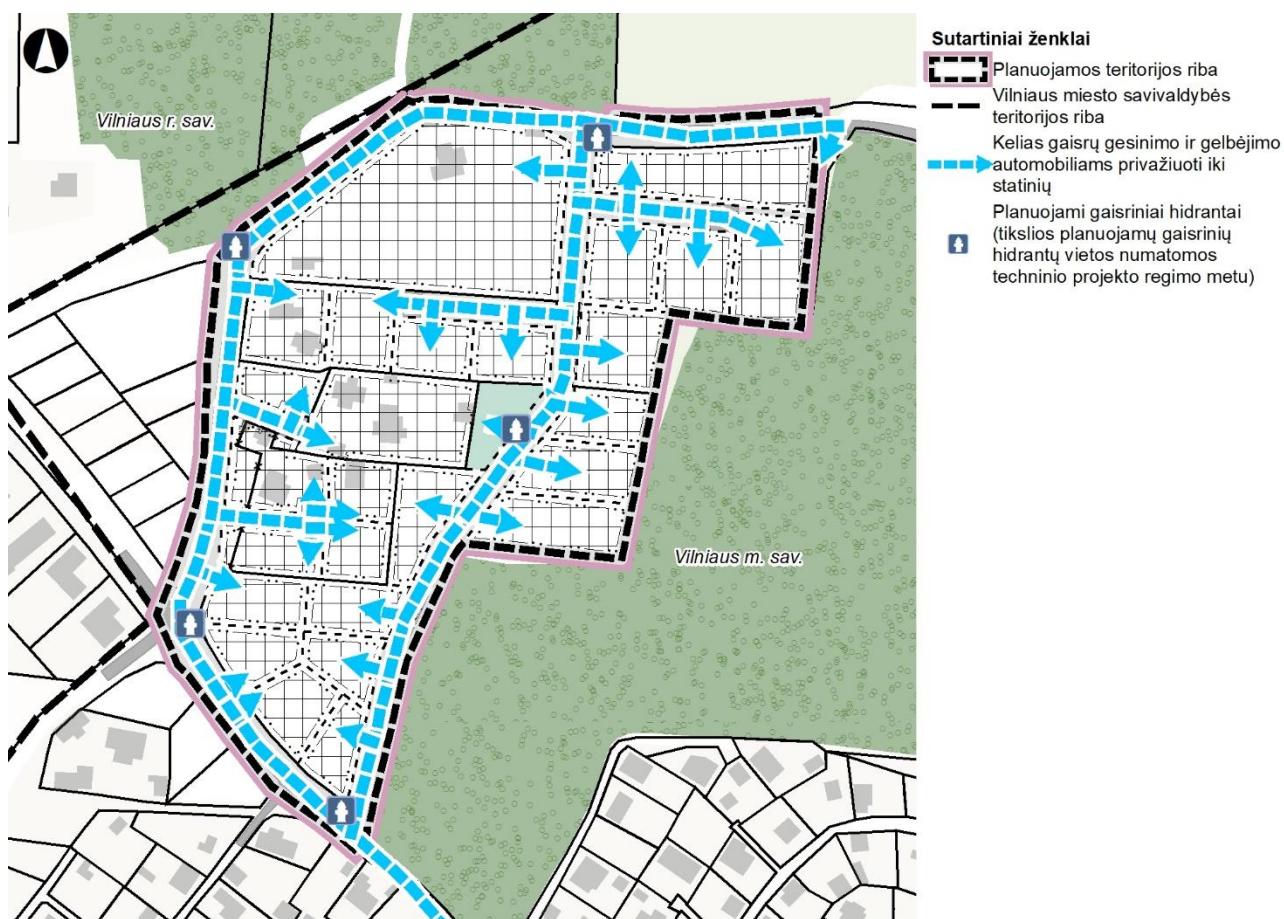 Sutartiniai ženklai
Planuojamos teritorijos riba
Vilniaus miesto savivaldybės
teritorijos riba
Kelias gaisrų gesinimo ir gelbėjimo
automobiliams privažiuoti iki
statinių
Planuojami gaisriniai hidrantai
(tikslios planuojamų gaisrinių
hidrantų vietos numatomos
techninio projekto regimo metu)
Vilniaus r. sav.
Vilniaus m. sav.